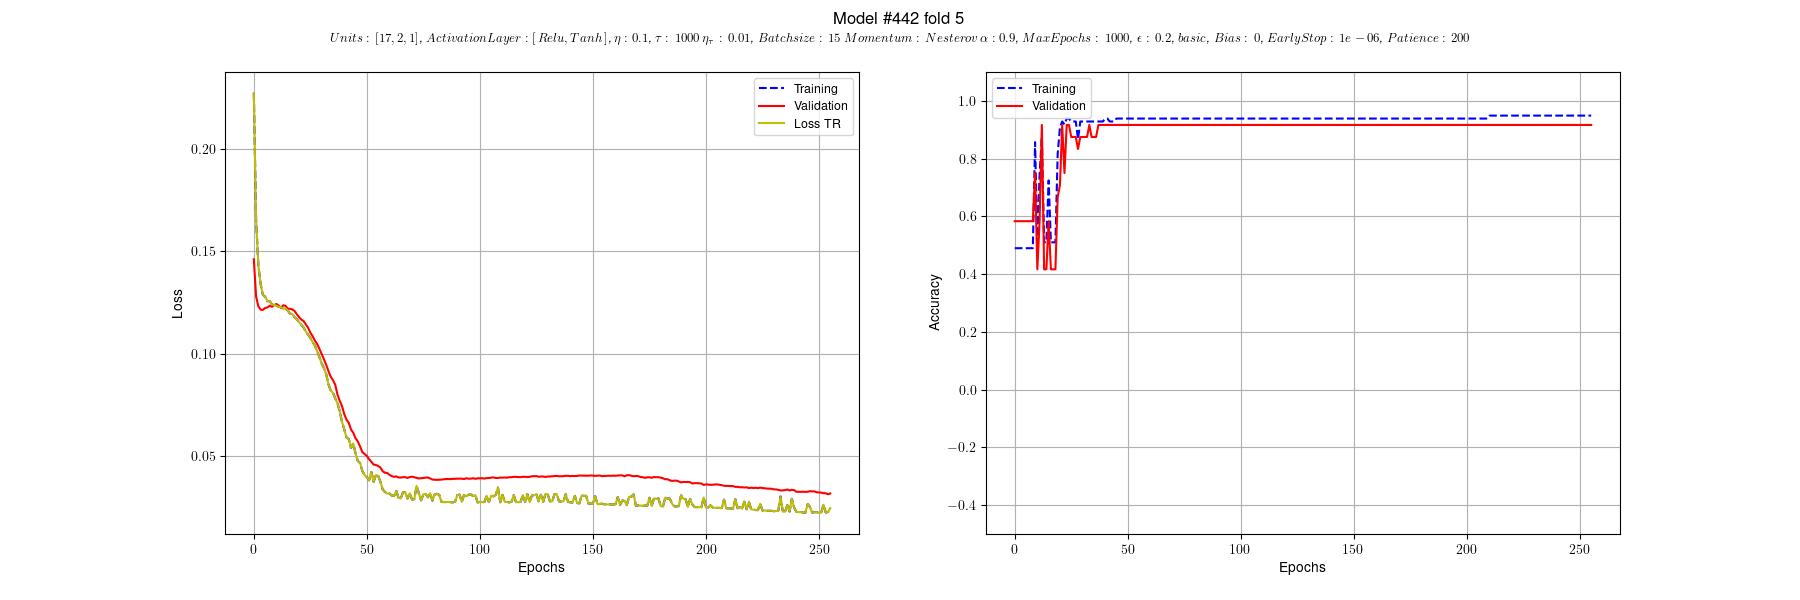 Model #442 fold 5
Units : [17, 2, 1], ActivationLayer : [Relu, Tanh], η : 0.1, τ : 1000 ητ : 0.01, Batchsize : 15 Momentum : Nesterov α : 0.9, MaxEpochs : 1000, ϵ : 0.2, basic, Bias : 0, EarlyStop : 1e − 06, Patience : 200
Training
Validation
Loss TR
0.20
0.15
0.10
0.05
Loss
0 50 100 150 200 250
Epochs
Training
Validation
1.0
0.8
0.6
0.4
0.2
0.0
−0.2
−0.4
Accuracy
0 50 100 150 200 250
Epochs